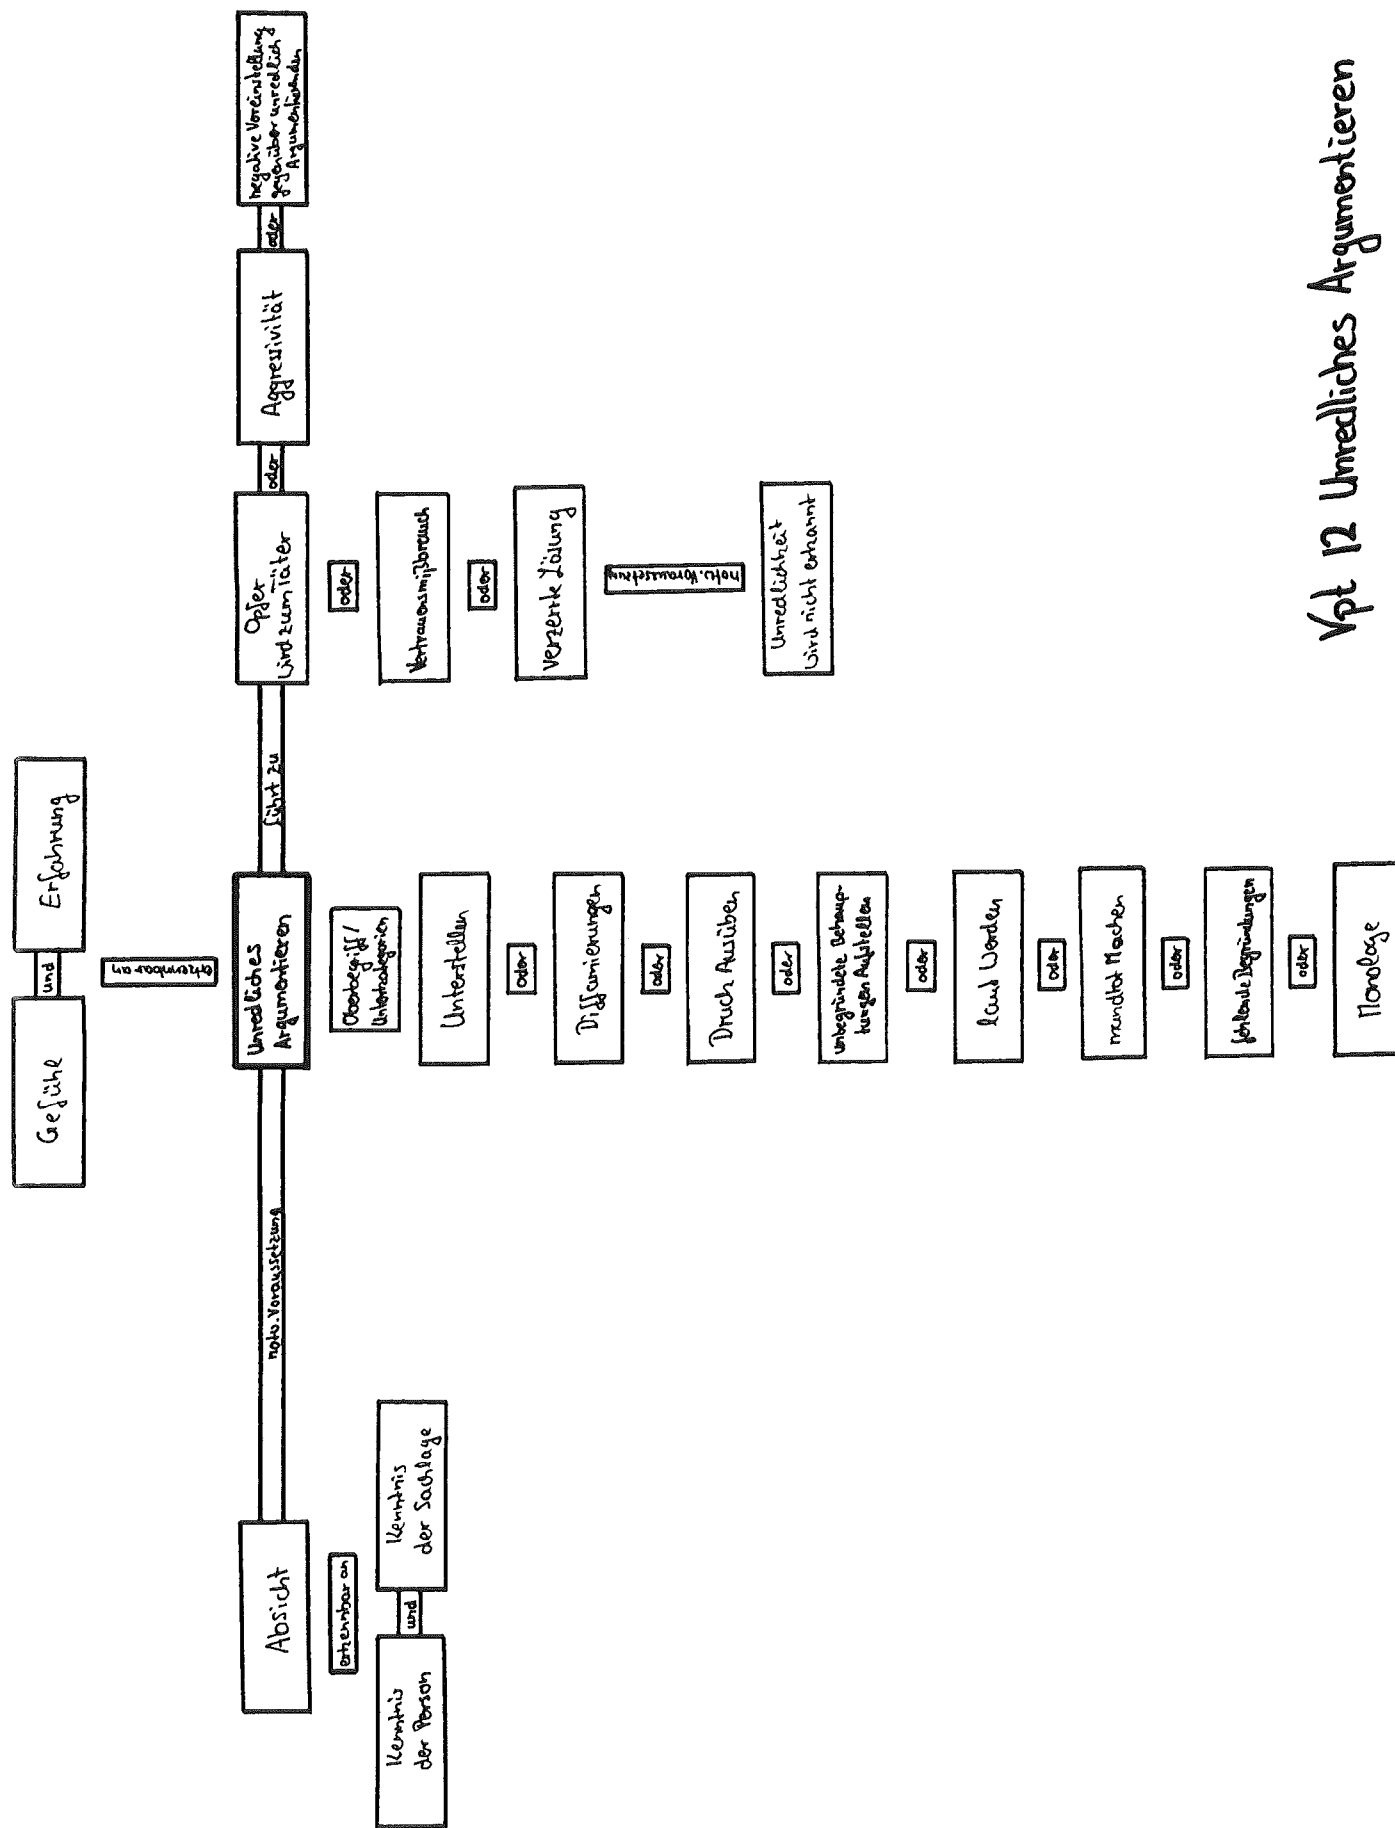 Gefühl
und
Erfahrung
erkennbar an
Absicht
notw. Voraussetzung
Unredliches
Argumentieren
führt zu
Opfer
wird zum Täter
oder
Aggressivität
oder
negative Voreinstellung
gegenüber unredlich
Argumentierenden
erkennbar an
Kenntnis
der Person
und
Kenntnis
der Sachlage
Oberbegriff/
Unterkategorien
Unterstellen
oder
Diffamierungen
oder
Druck Ausüben
oder
unbegründete Behaup-
tungen Aufstellen
oder
laut Werden
oder
mundtot Machen
oder
fehlende Begründungen
oder
Monologe
oder
Vertrauensmißbrauch
oder
verzerrte Lösung
notw. Voraussetzung
Unredlichkeit
wird nicht erkannt
Vpt 12 Unredliches Argumentieren